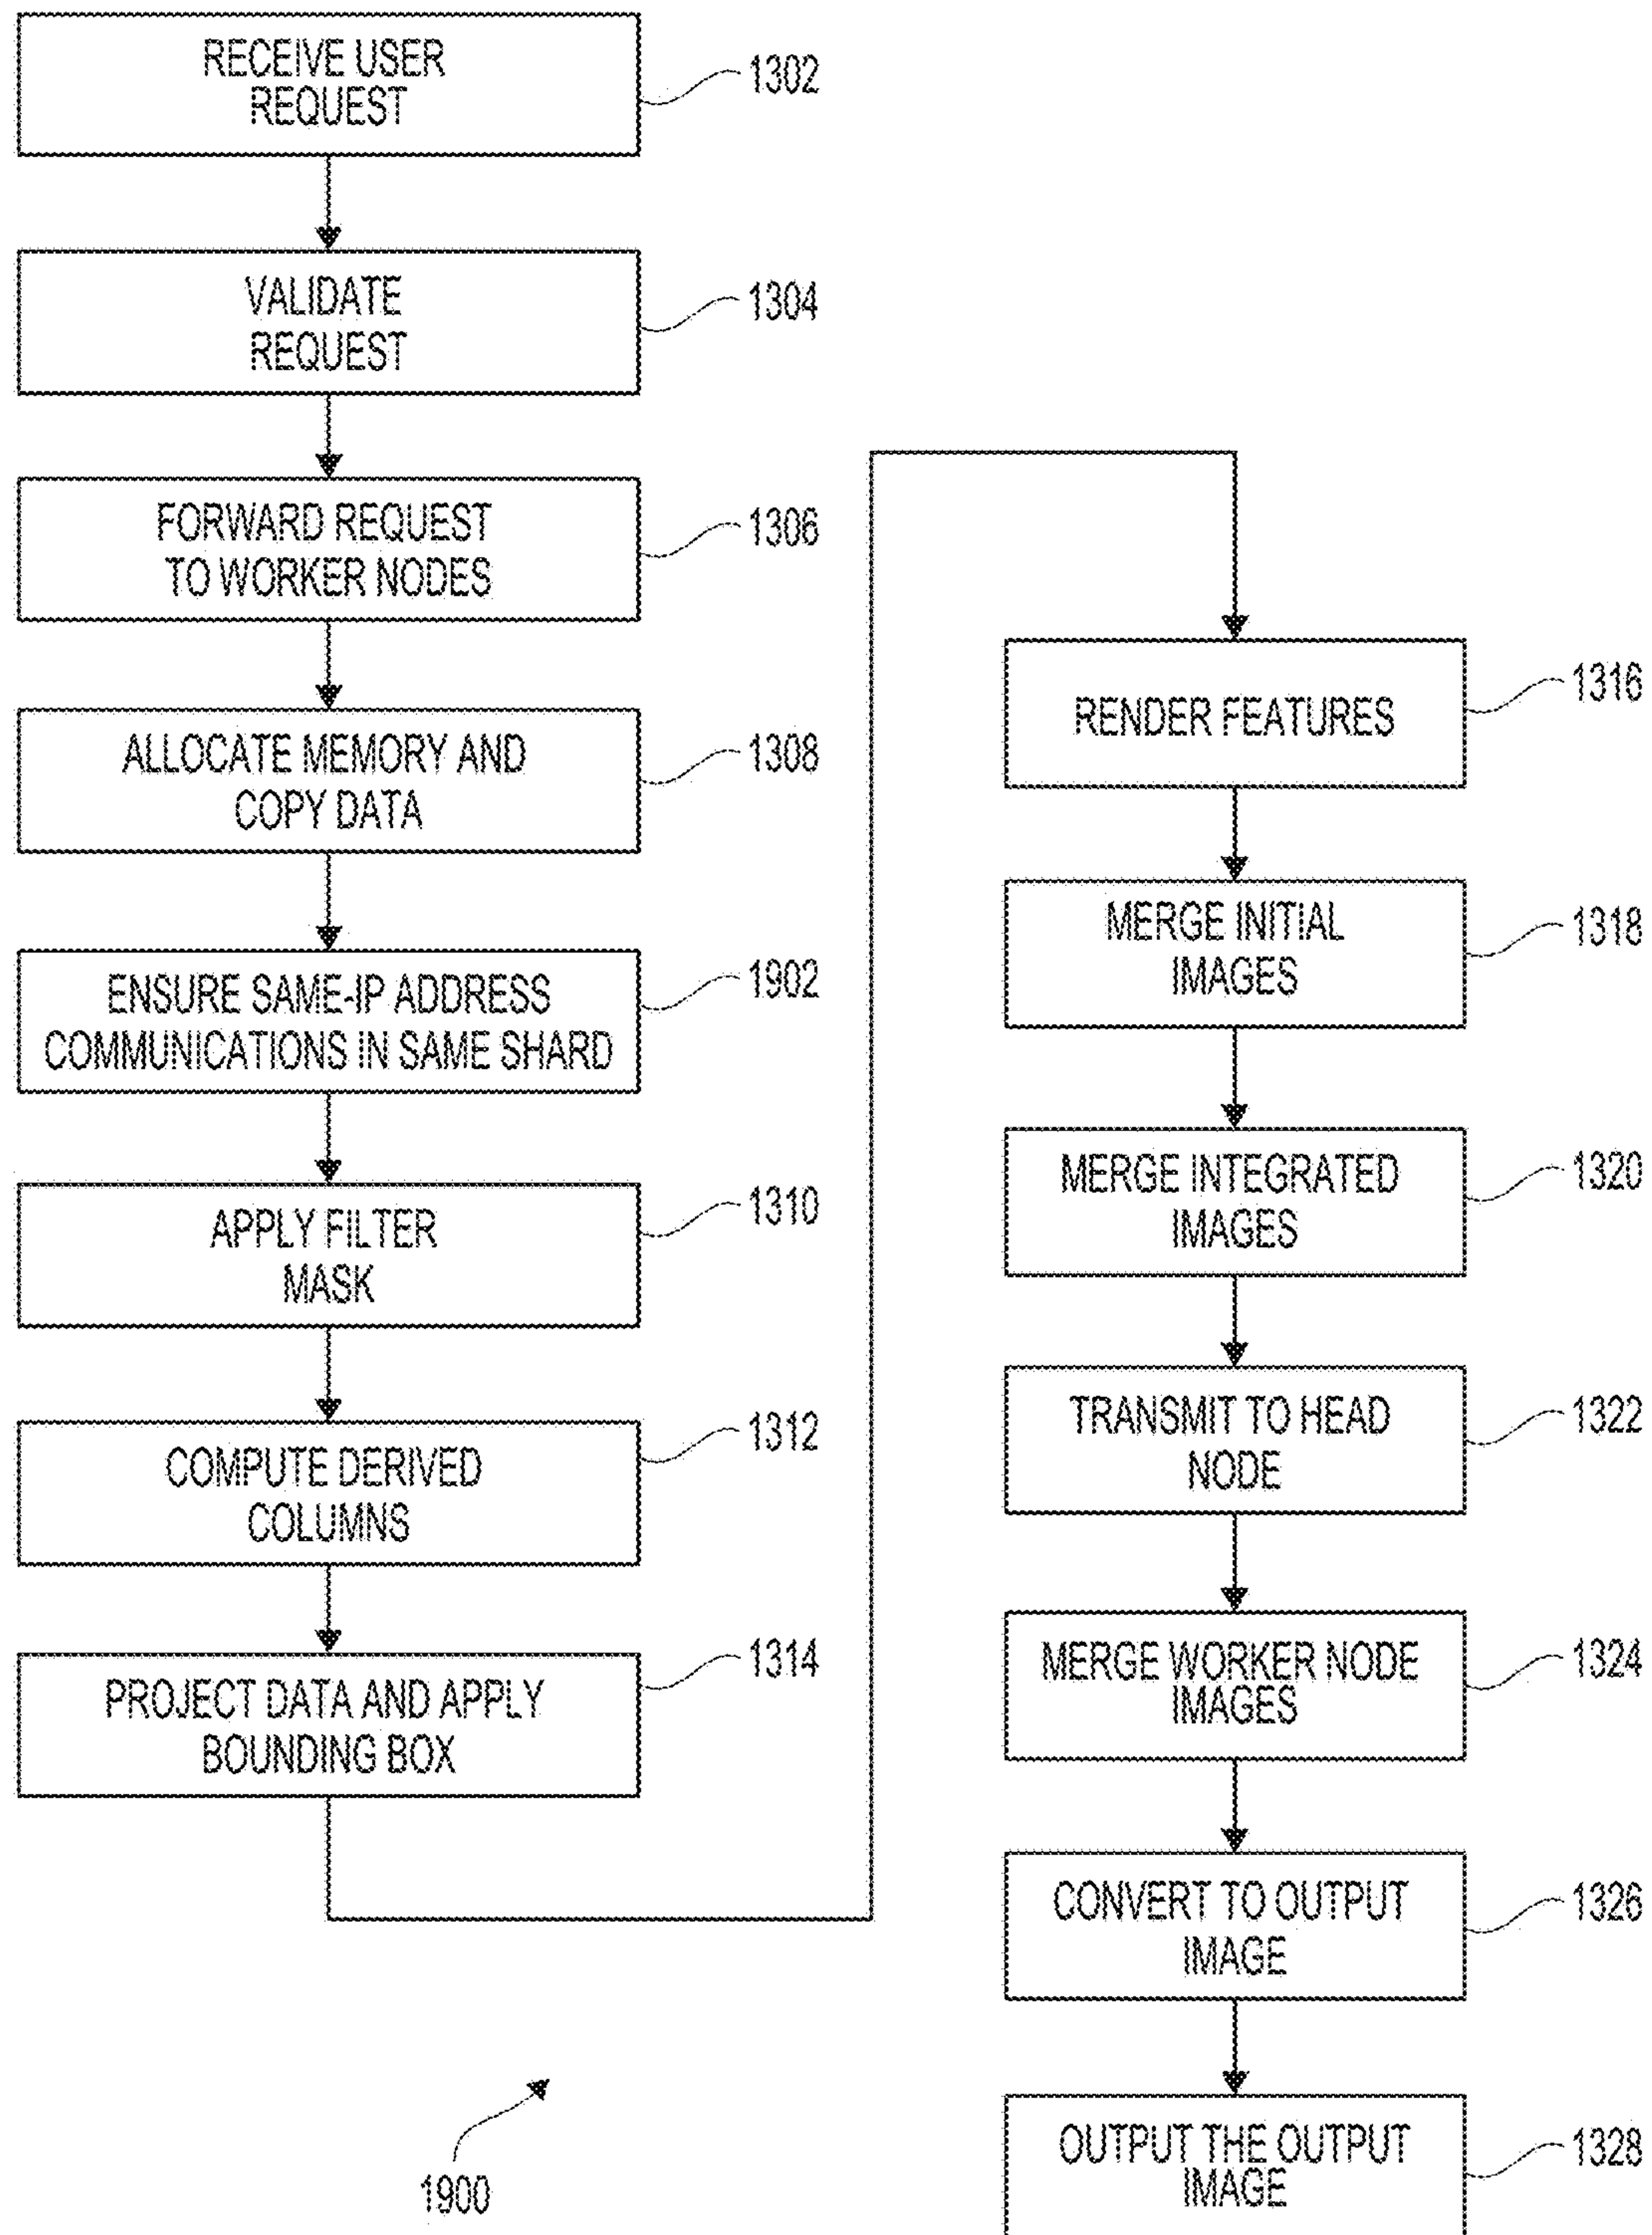 RECEIVE USER
REQUEST
1302
VALIDATE
REQUEST
1304
FORWARD REQUEST
TO WORKER NODES
1306
ALLOCATE MEMORY AND
COPY DATA
1308
ENSURE SAME-IP ADDRESS
COMMUNICATIONS IN SAME SHARD
1902
APPLY FILTER
MASK
1310
COMPUTE DERIVED
COLUMNS
1312
PROJECT DATA AND APPLY
BOUNDING BOX
1314
RENDER FEATURES
1316
MERGE INITIAL
IMAGES
1318
MERGE INTEGRATED
IMAGES
1320
TRANSMIT TO HEAD
NODE
1322
MERGE WORKER NODE
IMAGES
1324
CONVERT TO OUTPUT
IMAGE
1326
OUTPUT THE OUTPUT
IMAGE
1328
1900